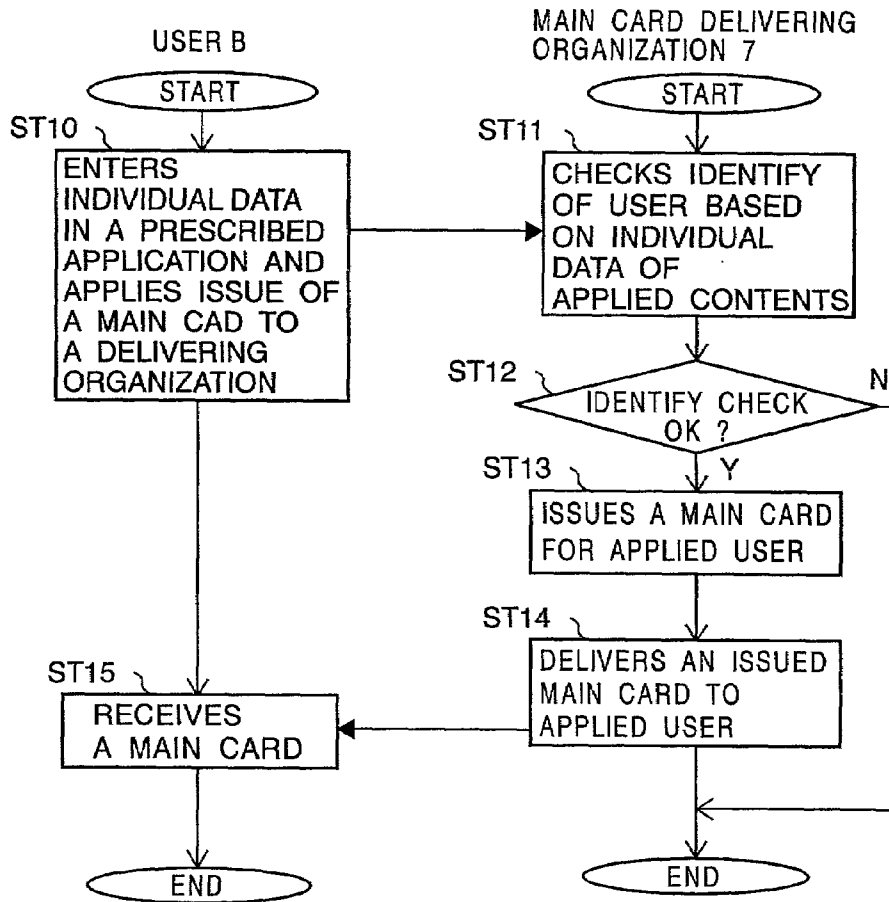 USER B
START
ST10
ENTERS
INDIVIDUAL DATA
IN A PRESCRIBED
APPLICATION AND
APPLIES ISSUE OF
A MAIN CAD TO
A DELIVERING
ORGANIZATION
MAIN CARD DELIVERING
ORGANIZATION 7
START
ST11
CHECKS IDENTIFY
OF USER BASED
ON INDIVIDUAL
DATA OF
APPLIED CONTENTS
ST12
IDENTIFY CHECK
OK ?
N
Y
ST13
ISSUES A MAIN CARD
FOR APPLIED USER
ST14
DELIVERS AN ISSUED
MAIN CARD TO
APPLIED USER
ST15
RECEIVES
A MAIN CARD
END
END